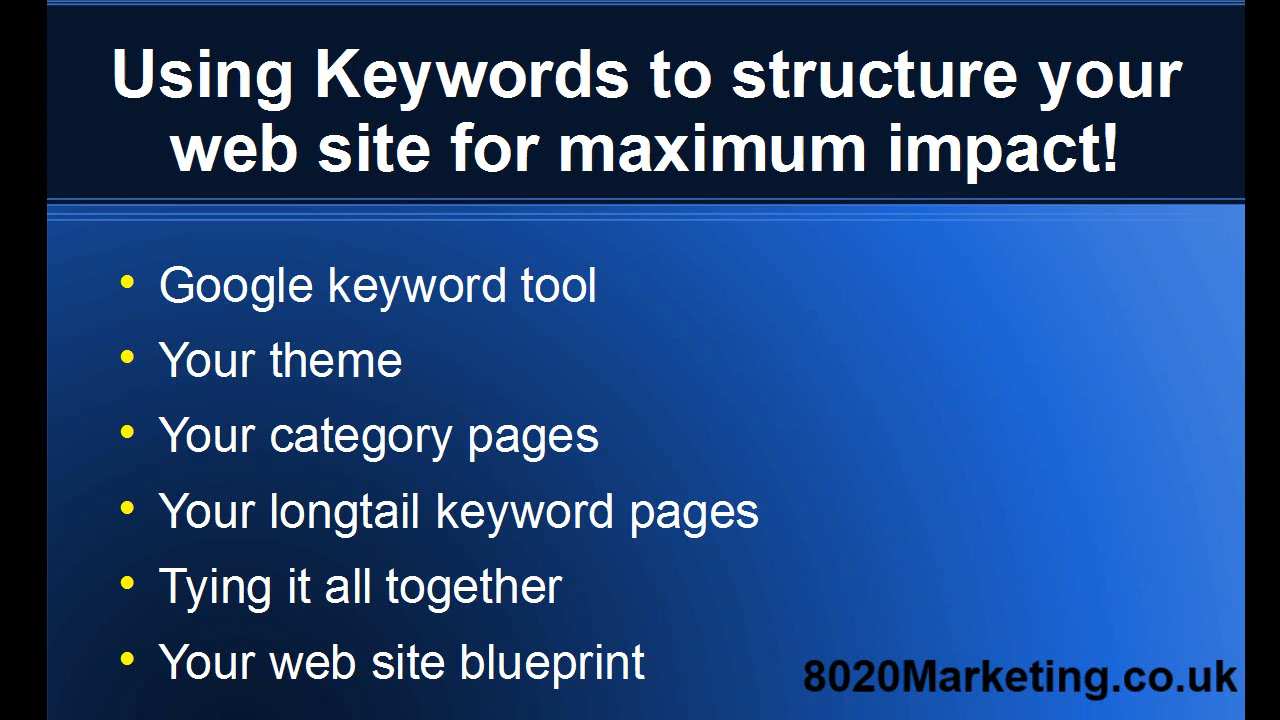 Using Keywords to structure your
web site for maximum impact!
• Google keyword tool
• Your theme
• Your category pages
• Your longtail keyword pages
• Tying it all together
• Your web site blueprint
8020Marketing.co.uk